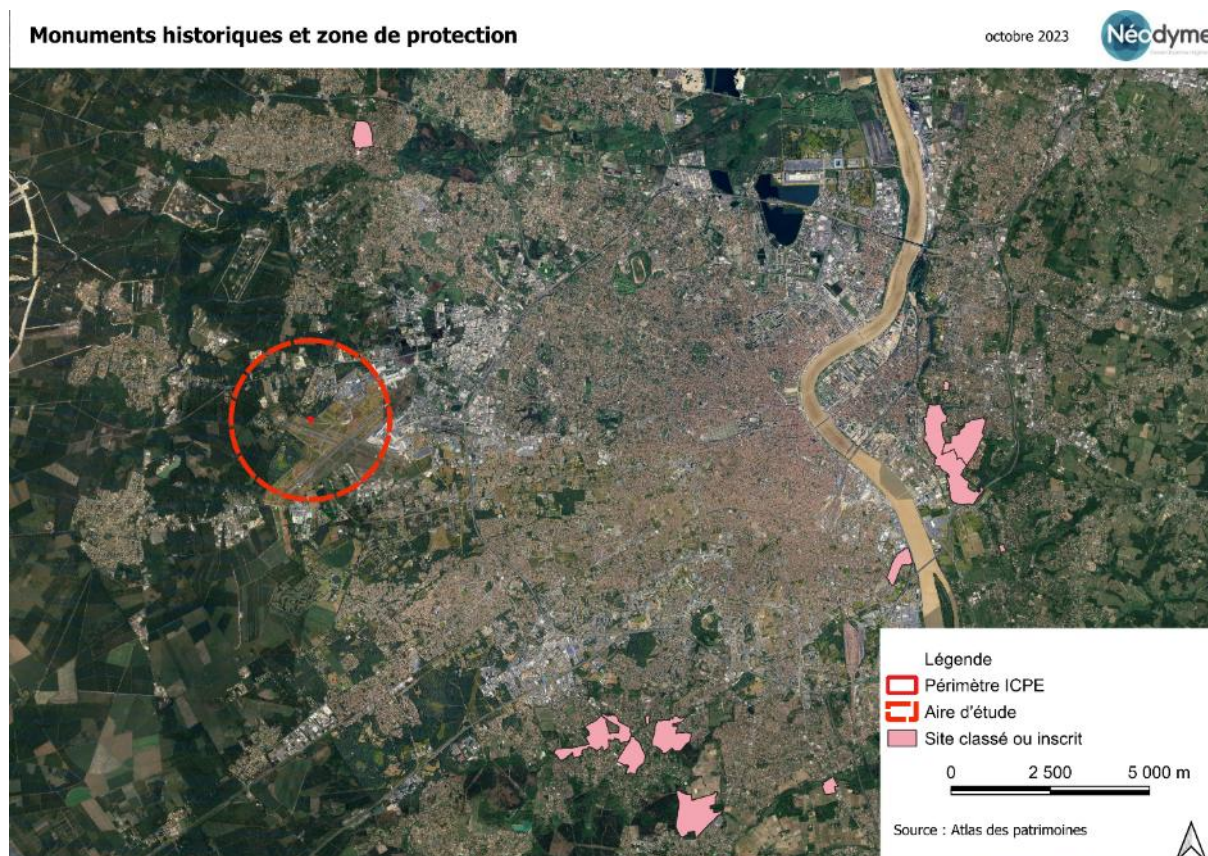 Monuments historiques et zone de protection
octobre 2023
Néodyme
Légende
Périmètre ICPE
Aire d'étude
Site classé ou inscrit
0 2 500 5 000 m
Source : Atlas des patrimoines